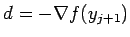 d = −∇f(y_{j+1})